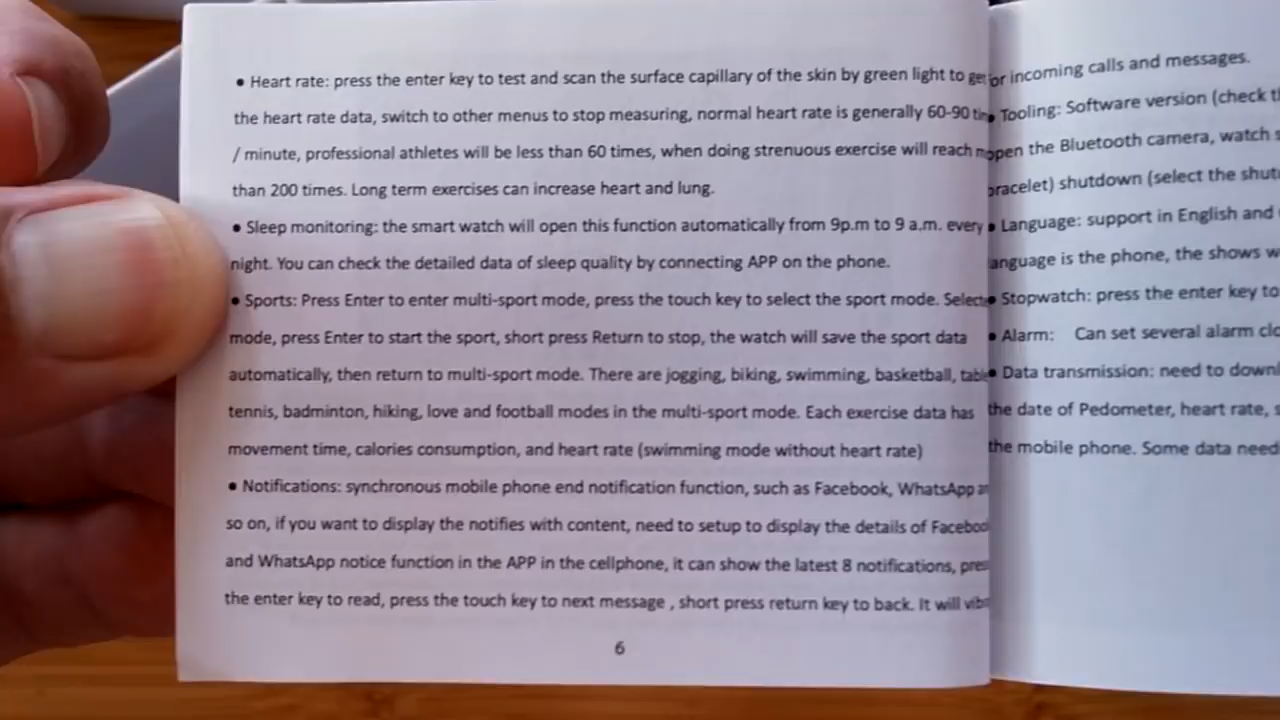 ● Heart rate: press the enter key to test and scan the surface capillary of the skin by green light to
the heart rate data, switch to other menus to stop measuring, normal heart rate is generally 60-90
/ minute, professional athletes will be less than 60 times, when doing strenuous exercise will reach
than 200 times. Long term exercises can increase heart and lung.
● Sleep monitoring: the smart watch will open this function automatically from 9p.m to 9 a.m. every
night. You can check the detailed data of sleep quality by connecting APP on the phone.
● Sports: Press Enter to enter multi-sport mode, press the touch key to select the sport mode.
mode, press Enter to start the sport, short press Return to stop, the watch will save the sport data
automatically, then return to multi-sport mode. There are jogging, biking, swimming, basketball,
tennis, badminton, hiking, love and football modes in the multi-sport mode. Each exercise data has
movement time, calories consumption, and heart rate (swimming mode without heart rate)
● Notifications: synchronous mobile phone end notification function, such as Facebook, WhatsApp
so on, if you want to display the notifies with content, need to setup to display the details of
and WhatsApp notice function in the APP in the cellphone, it can show the latest 8 notifications,
the enter key to read, press the touch key to next message , short press return key to back. It will
6
or incoming calls and messages.
● Tooling: Software version (check
open the Bluetooth camera, watch
bracelet) shutdown (select the
● Language: support in English and
language is the phone, the shows
● Stopwatch: press the enter key to
● Alarm: Can set several alarm
● Data transmission: need to
the date of Pedometer, heart rate,
the mobile phone. Some data need